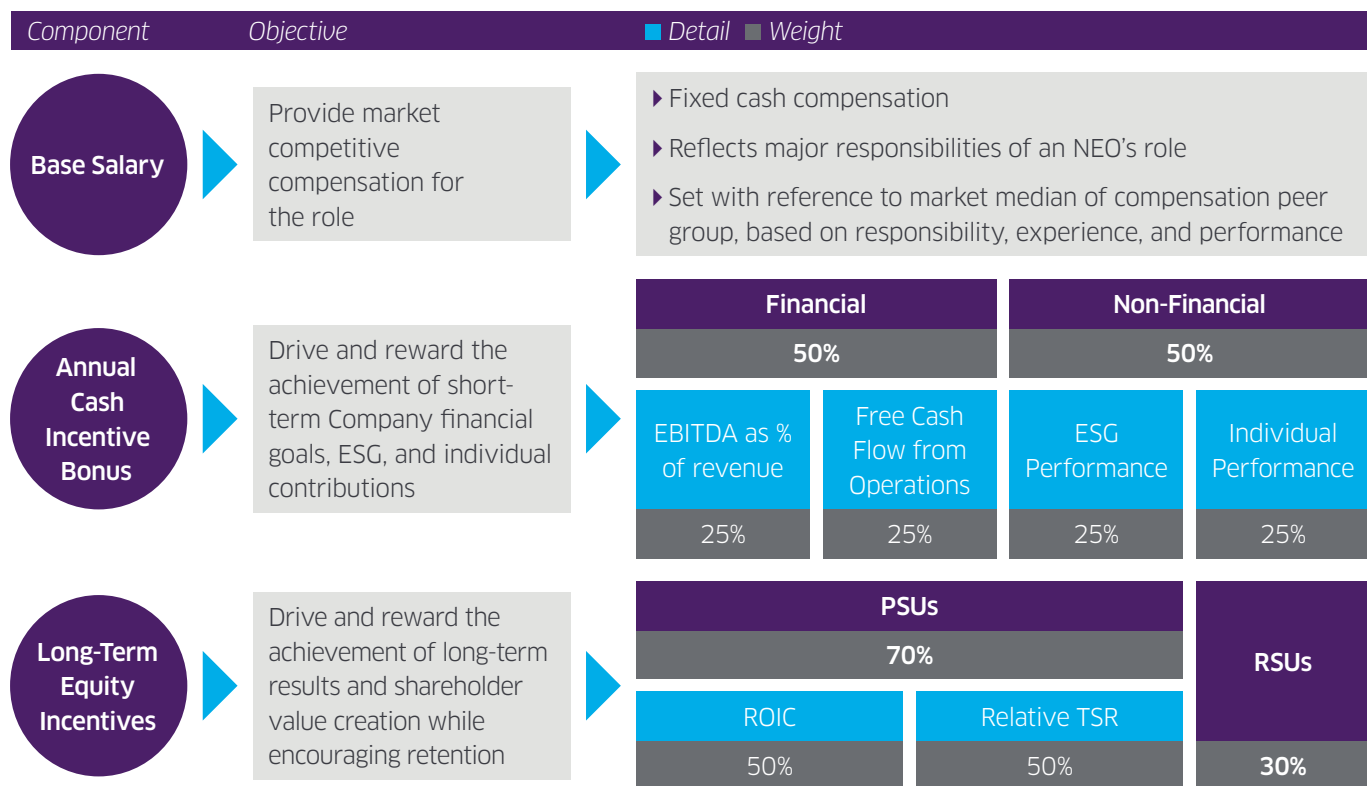 Component Objective Detail Weight
Base Salary
Provide market
competitive
compensation for
the role
Fixed cash compensation
Reflects major responsibilities of an NEO’s role
Set with reference to market median of compensation peer
group, based on responsibility, experience, and performance
Annual
Cash
Incentive
Bonus
Drive and reward the
achievement of short-
term Company financial
goals, ESG, and individual
contributions
Financial Non-Financial
50% 50%
EBITDA as %
of revenue
Free Cash
Flow from
Operations
ESG
Performance
Individual
Performance
25% 25% 25% 25%
Long-Term
Equity
Incentives
Drive and reward the
achievement of long-term
results and shareholder
value creation while
encouraging retention
PSUs
70%
RSUs
ROIC Relative TSR
50% 50% 30%